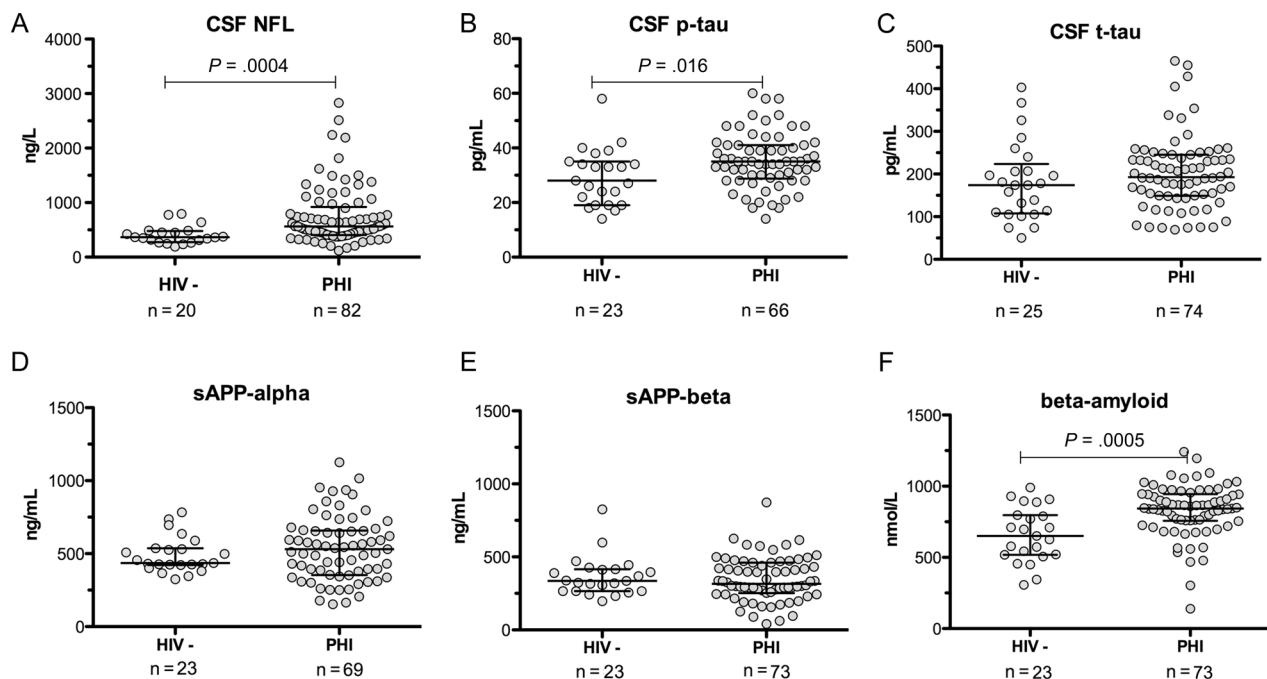 A
CSF NFL
4000
3000
2000
1000
0
ng/L
P = .0004
HIV -
PHI
n = 20
n = 82
B
CSF p-tau
80
60
40
20
0
pg/mL
P = .016
HIV -
PHI
n = 23
n = 66
C
CSF t-tau
500
400
300
200
100
0
pg/mL
HIV -
PHI
n = 25
n = 74
D
sAPP-alpha
1500
1000
500
0
ng/mL
HIV -
PHI
n = 23
n = 69
E
sAPP-beta
1500
1000
500
0
ng/mL
HIV -
PHI
n = 23
n = 73
F
beta-amyloid
1500
1000
500
0
nmol/L
P = .0005
HIV -
PHI
n = 23
n = 73